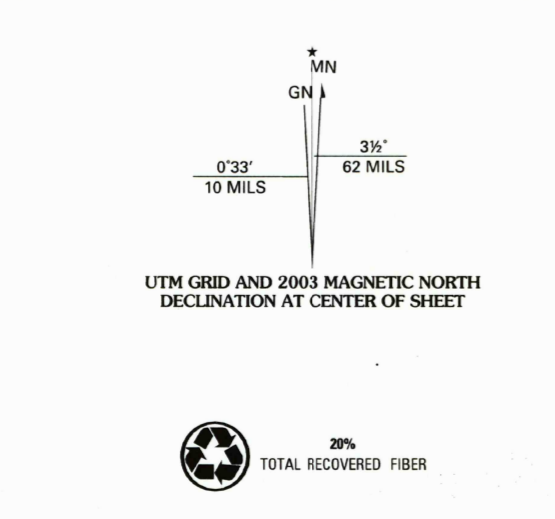 MN
GN
3½°
62 MILS
0°33′
10 MILS
UTM GRID AND 2003 MAGNETIC NORTH
DECLINATION AT CENTER OF SHEET
20%
TOTAL RECOVERED FIBER